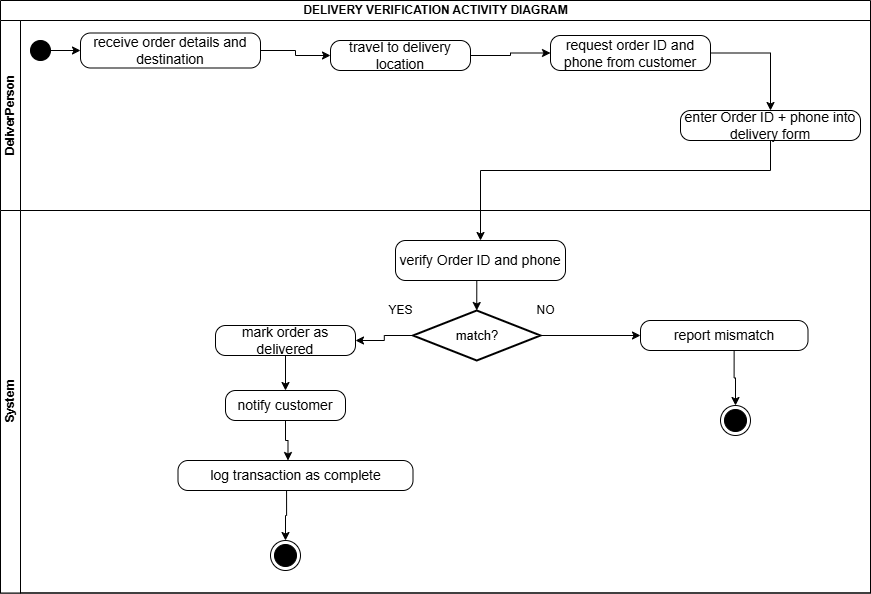 DELIVERY VERIFICATION ACTIVITY DIAGRAM
DeliverPerson
receive order details and
destination
travel to delivery
location
request order ID and
phone from customer
enter Order ID + phone into
delivery form
System
verify Order ID and phone
match?
YES
NO
mark order as
delivered
report mismatch
notify customer
log transaction as complete